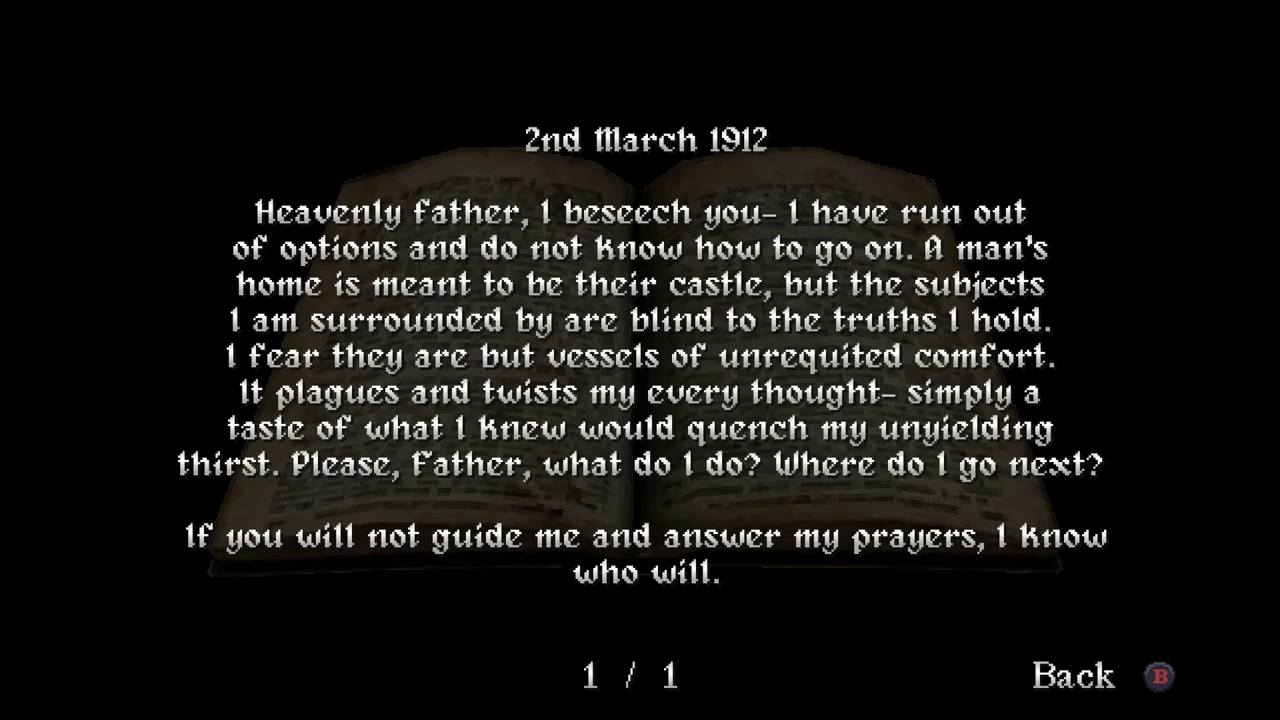 2nd March 1912
Heavenly Father, I beseech you- I have run out
of options and do not know how to go on. A man's
home is meant to be their castle, but the subjects
I am surrounded by are blind to the truths I hold.
I fear they are but vessels of unrequited comfort.
It plagues and twists my every thought- simply a
taste of what I knew would quench my unyielding
thirst. Please, Father, what do I do? Where do I go next?
If you will not guide me and answer my prayers, I know
who will.
1 / 1
Back B